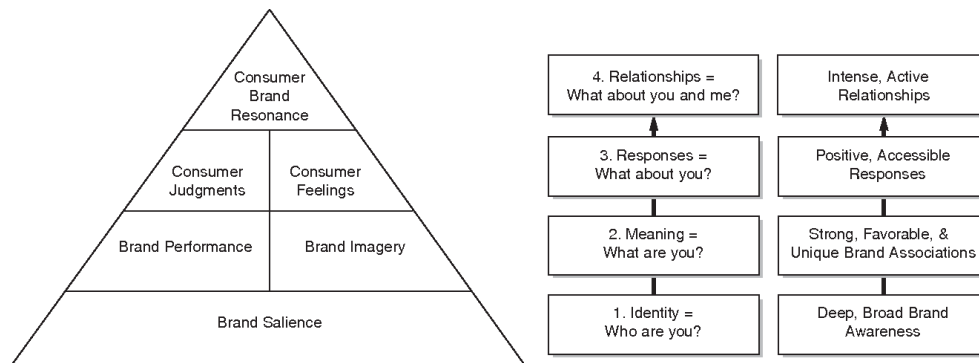 Consumer
Brand
Resonance
Consumer
Judgments
Consumer
Feelings
Brand Performance
Brand Imagery
Brand Salience
4. Relationships =
What about you and me?
3. Responses =
What about you?
2. Meaning =
What are you?
1. Identity =
Who are you?
Intense, Active
Relationships
Positive, Accessible
Responses
Strong, Favorable, &
Unique Brand Associations
Deep, Broad Brand
Awareness